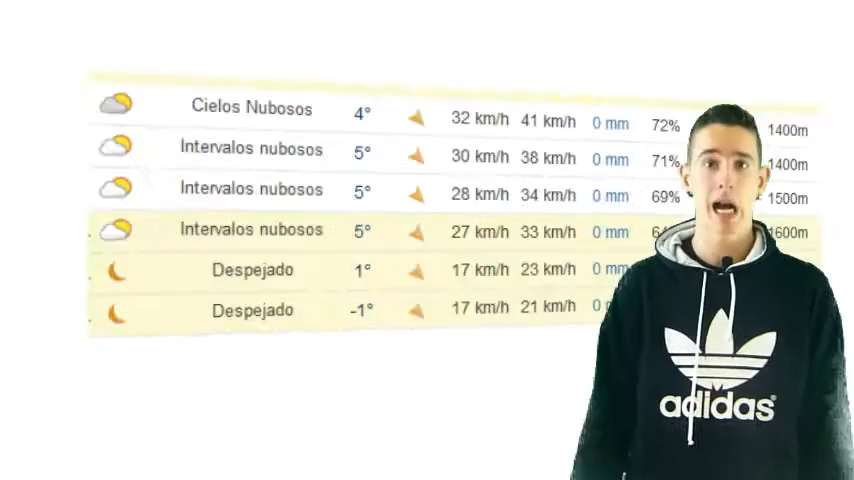 Cielos Nubosos 4° 32 km/h 41 km/h 0 mm 72% 1400m
Intervalos nubosos 5° 30 km/h 38 km/h 0 mm 71% 1400m
Intervalos nubosos 5° 28 km/h 34 km/h 0 mm 69% 1500m
Intervalos nubosos 5° 27 km/h 33 km/h 0 mm 1600m
Despejado 1° 17 km/h 23 km/h 0 mm
Despejado -1° 17 km/h 21 km/h 0
adidas